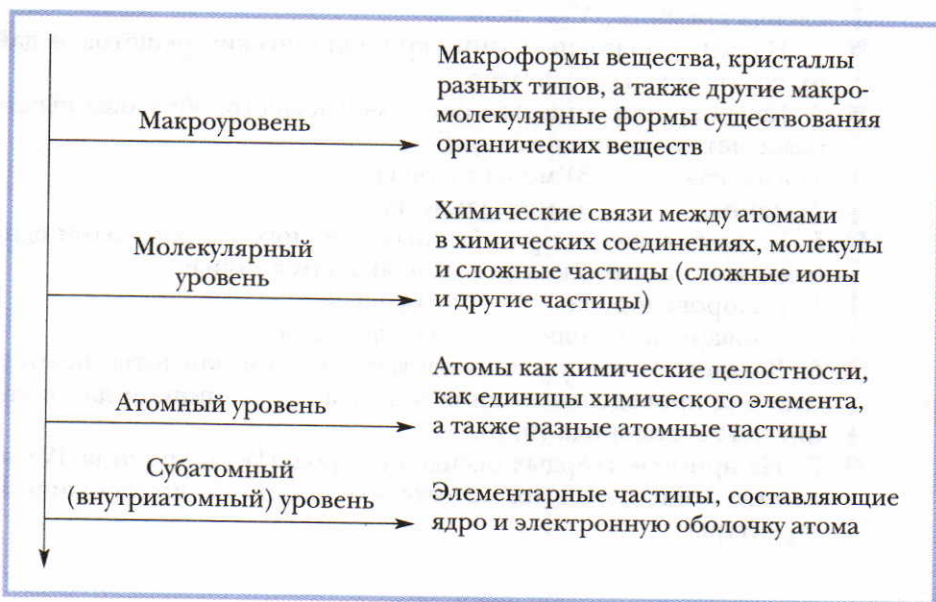 Макроуровень
Макроформы вещества, кристаллы
разных типов, а также другие макро-
молекулярные формы существования
органических веществ
Молекулярный
уровень
Химические связи между атомами
в химических соединениях, молекулы
и сложные частицы (сложные ионы
и другие частицы)
Атомный уровень
Атомы как химические целостности,
как единицы химического элемента,
а также разные атомные частицы
Субатомный
(внутриатомный) уровень
Элементарные частицы, составляющие
ядро и электронную оболочку атома